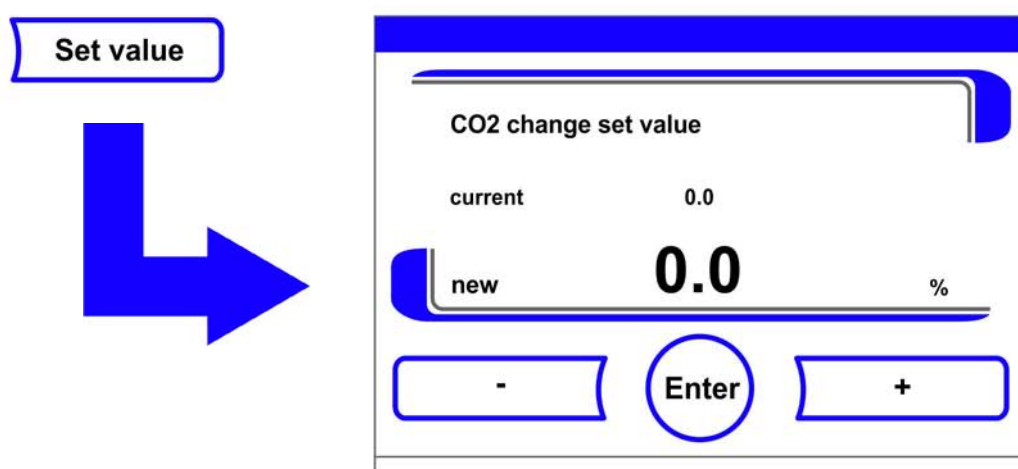 Set value
CO2 change set value
current 0.0
new 0.0 %
- Enter +